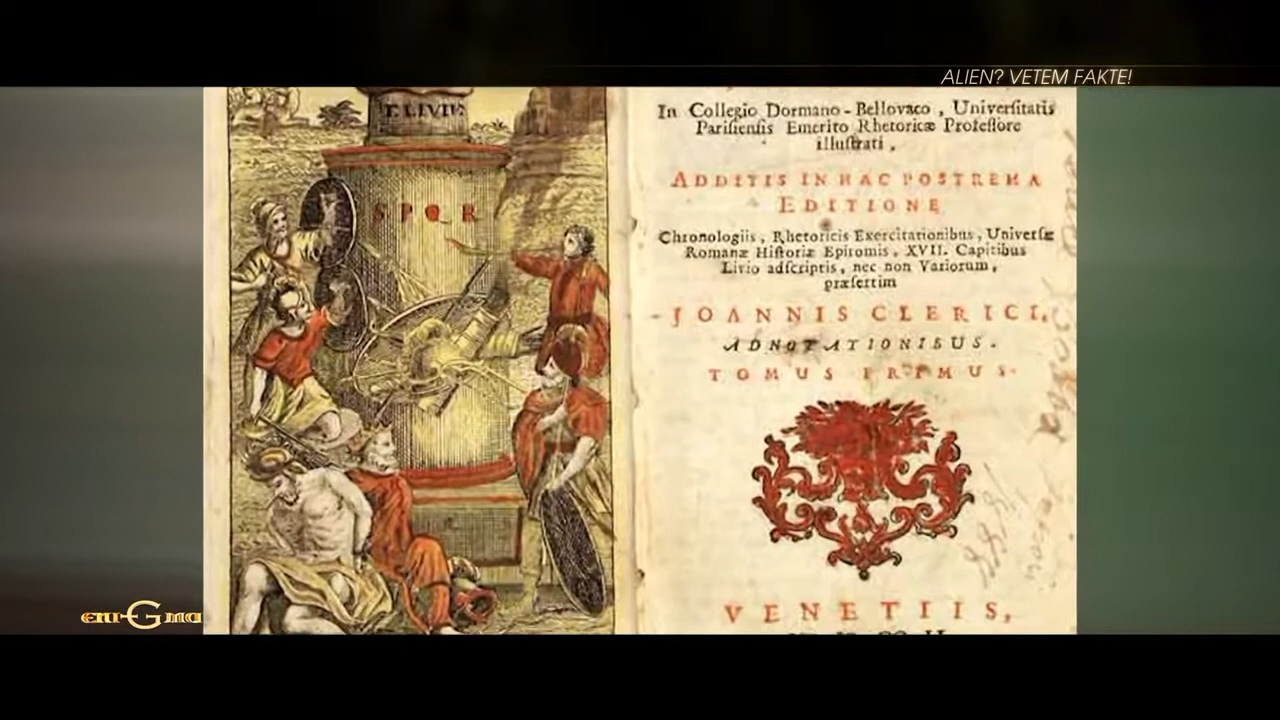 ALIEN? VETEM FAKTE!
T. LIVII
S P Q R
In Collegio Dormano-Bellovaco, Universitatis
Parisiensis Emerito Rhetoricæ Professore
illustrati,
ADDITIS IN HAC POSTREMA
EDITIONE
Chronologiis, Rhetoricis Exercitationibus, Universæ
Romanæ Historiæ Epitomis, XVII. Capitibus
Livio adscriptis, nec non Variorum,
præsertim
JOANNIS CLERICI,
ADNOTATIONIBUS.
TOMUS PRIMUS.
VENETIIS,
eniGma